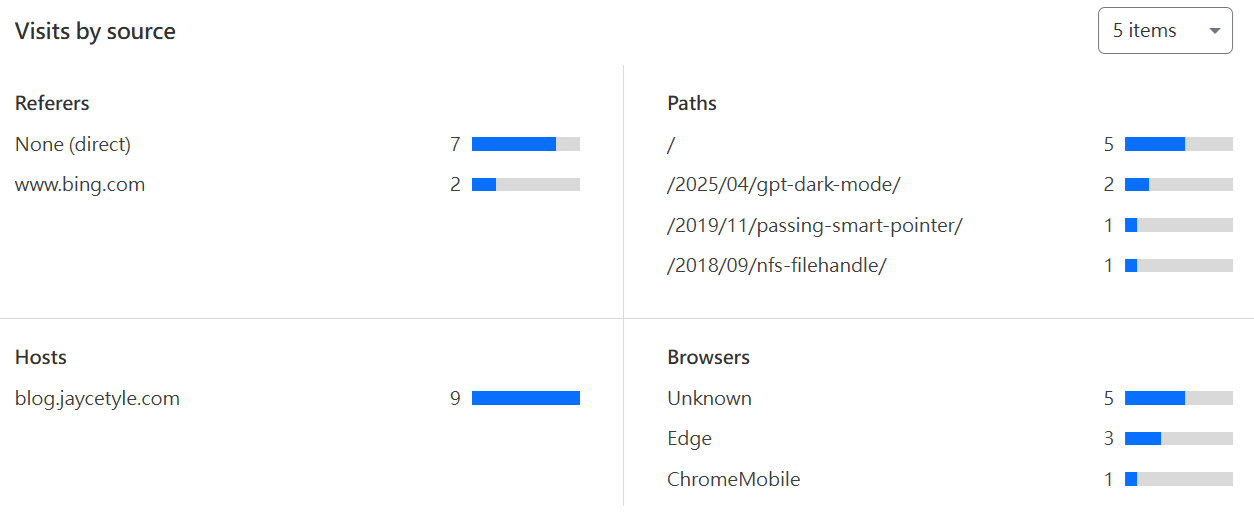 Visits by source
5 items
Referers
None (direct) 7
www.bing.com 2
Paths
/ 5
/2025/04/gpt-dark-mode/ 2
/2019/11/passing-smart-pointer/ 1
/2018/09/nfs-filehandle/ 1
Hosts
blog.jaycetyle.com 9
Browsers
Unknown 5
Edge 3
ChromeMobile 1